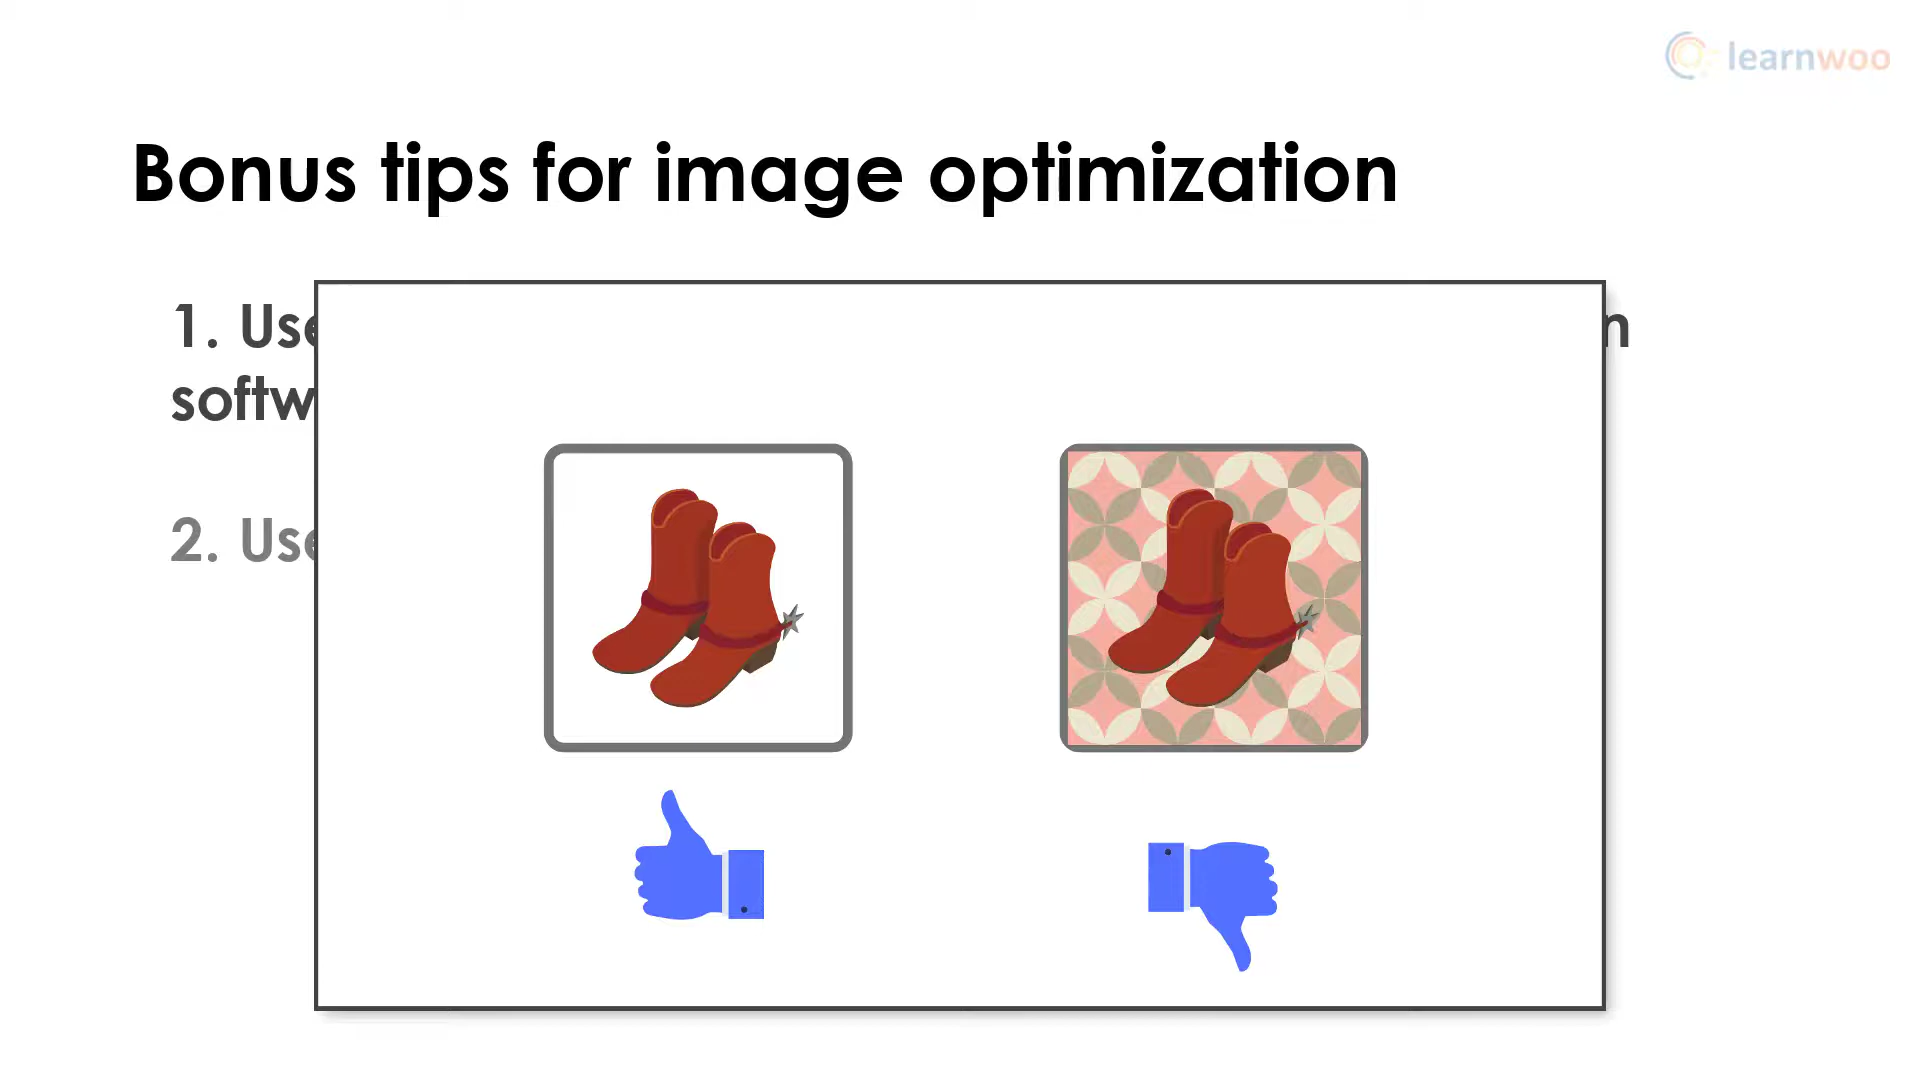 learnwoo
Bonus tips for image optimization
1. Use
softw
2. Use